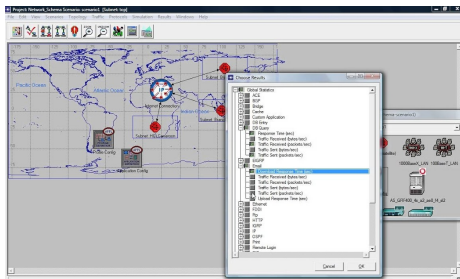 Project: Network_Schema Scenario: scenario1 [Subnet: top]
File Edit View Scenarios Topology Traffic Protocols Simulation Results Windows Help
Pacific Ocean
Atlantic Ocean
IP
Internet Connection
Application Config
Choose Results
Global Statistics
ACE
BGP
Bridge
Cache
Custom Application
DB Entry
DB Query
Response Time (sec)
Traffic Received (bytes/sec)
Traffic Received (packets/sec)
Traffic Sent (bytes/sec)
Traffic Sent (packets/sec)
EIGRP
Email
Download Response Time (sec)
Traffic Received (bytes/sec)
Traffic Received (packets/sec)
Traffic Sent (bytes/sec)
Traffic Sent (packets/sec)
Upload Response Time (sec)
Ethernet
FDDI
Ftp
HTTP
IGRP
IP
OSPF
Print
Remote Login
Cancel
OK
1000BaseX_LAN
100BaseT_LAN